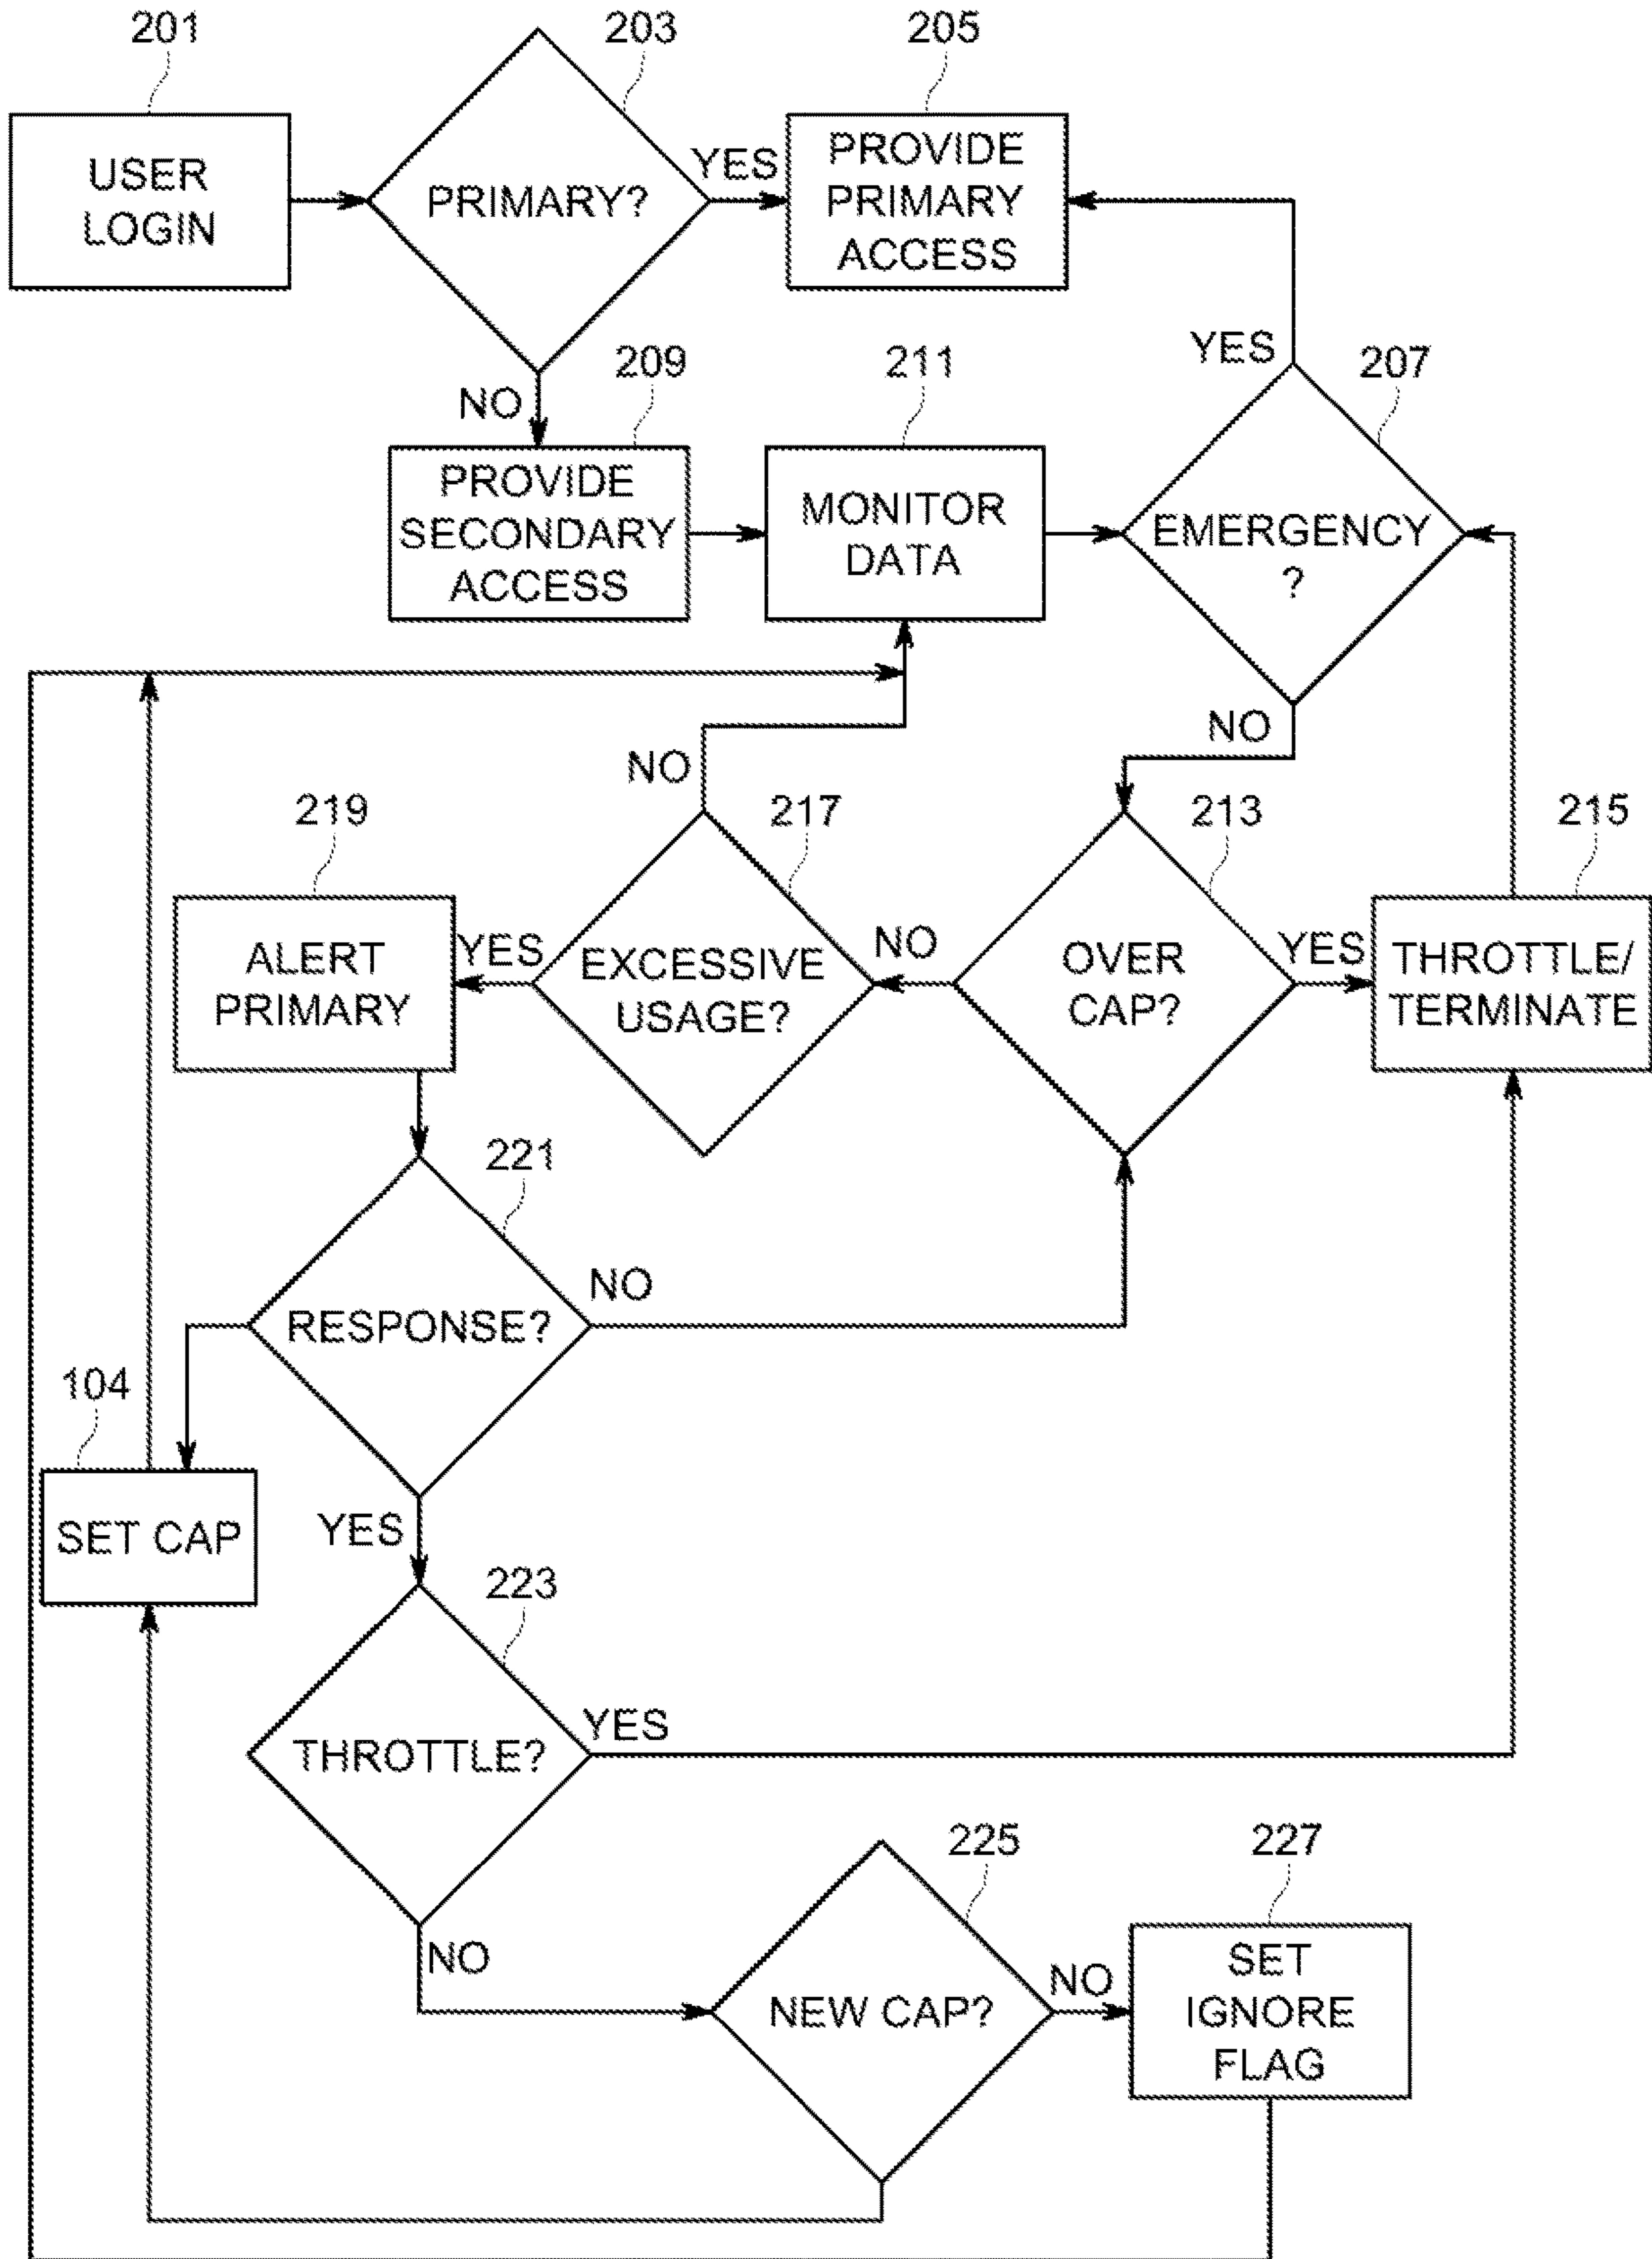 201
203
205
USER
LOGIN
PRIMARY?
YES
PROVIDE
PRIMARY
ACCESS
NO
209
211
YES
207
PROVIDE
SECONDARY
ACCESS
MONITOR
DATA
EMERGENCY
?
NO
NO
219
217
213
215
ALERT
PRIMARY
YES
EXCESSIVE
USAGE?
NO
OVER
CAP?
YES
THROTTLE/
TERMINATE
221
RESPONSE?
NO
104
SET CAP
YES
223
THROTTLE?
YES
NO
225
227
NEW CAP?
NO
SET
IGNORE
FLAG